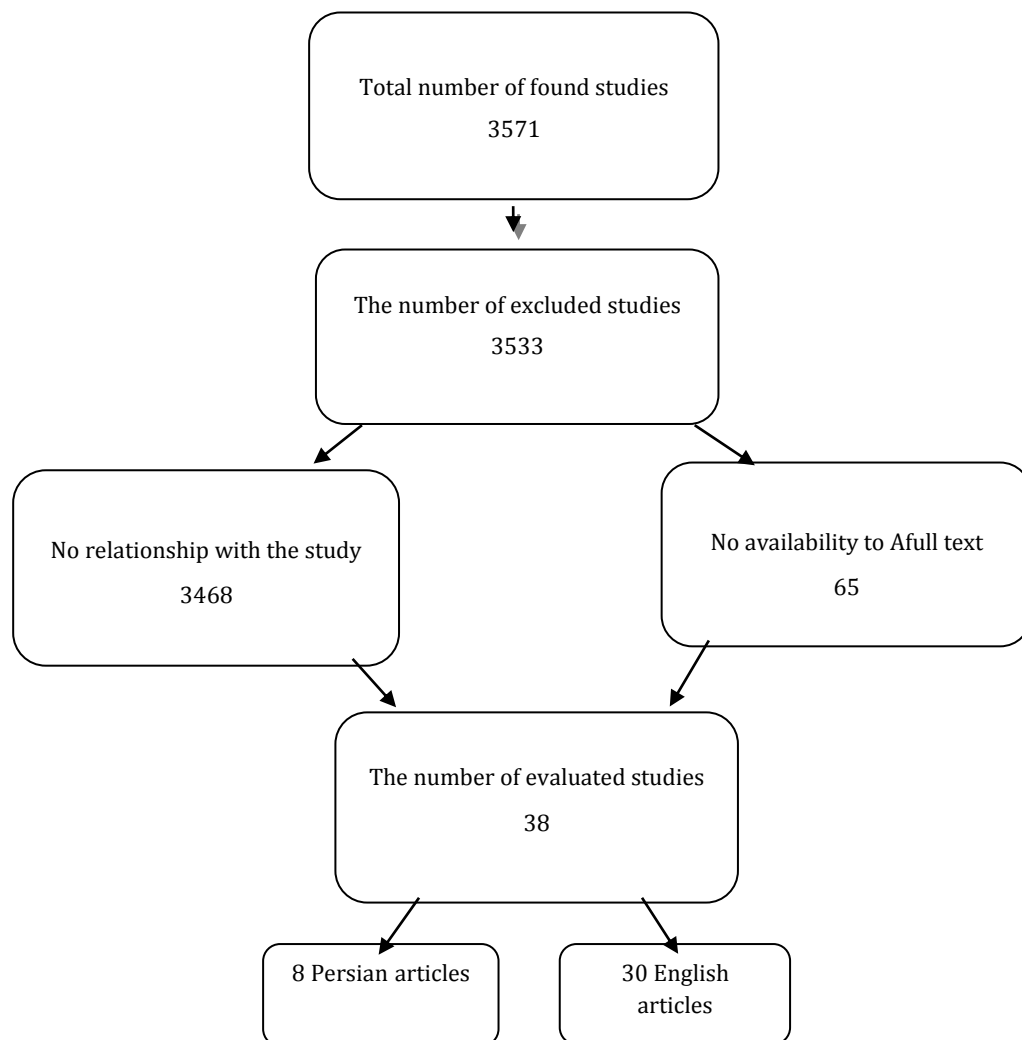 Total number of found studies
3571
The number of excluded studies
3533
No relationship with the study
3468
No availability to Afull text
65
The number of evaluated studies
38
8 Persian articles
30 English
articles